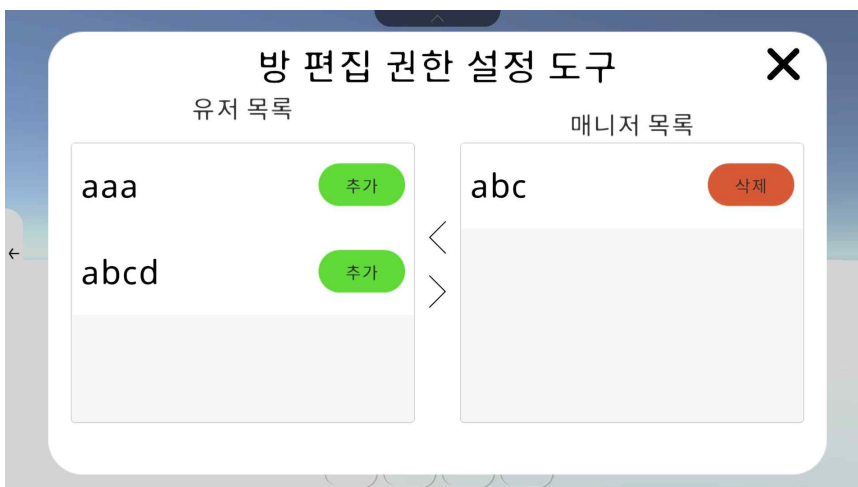 방 편집 권한 설정 도구
유저 목록
매니저 목록
aaa
추가
abc
삭제
abcd
추가